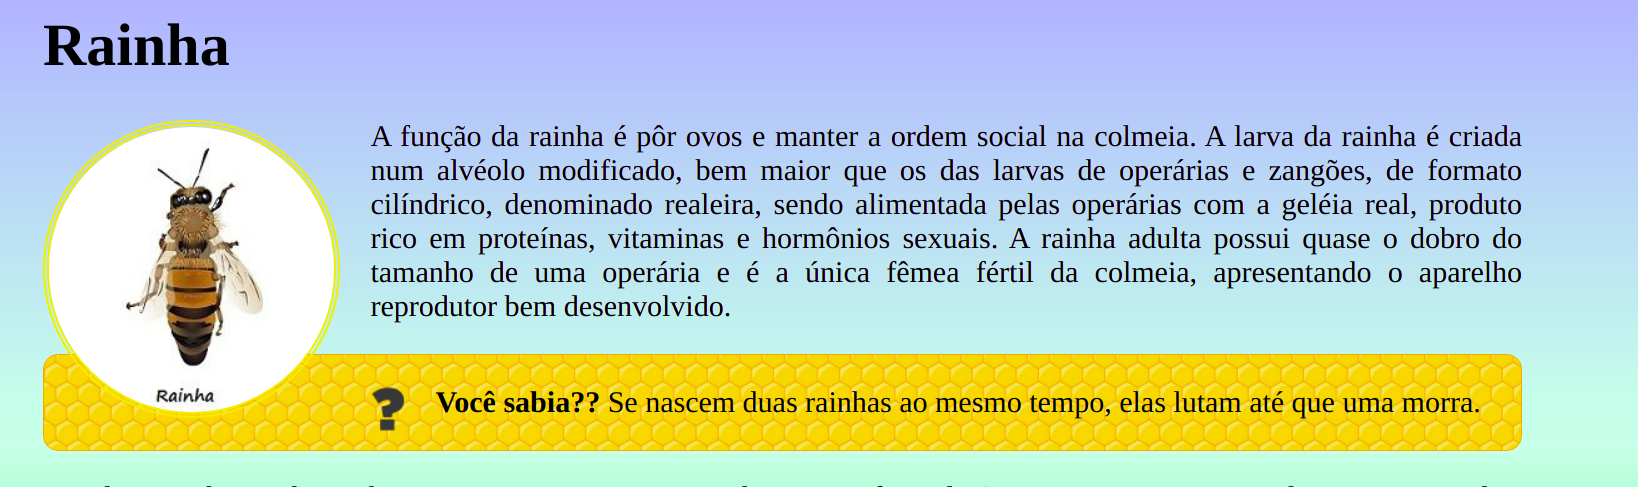 Rainha
A função da rainha é pôr ovos e manter a ordem social na colmeia. A larva da rainha é criada
num alvéolo modificado, bem maior que os das larvas de operárias e zangões, de formato
cilíndrico, denominado realeira, sendo alimentada pelas operárias com a geléia real, produto
rico em proteínas, vitaminas e hormônios sexuais. A rainha adulta possui quase o dobro do
tamanho de uma operária e é a única fêmea fértil da colmeia, apresentando o aparelho
reprodutor bem desenvolvido.
Rainha
? Você sabia?? Se nascem duas rainhas ao mesmo tempo, elas lutam até que uma morra.